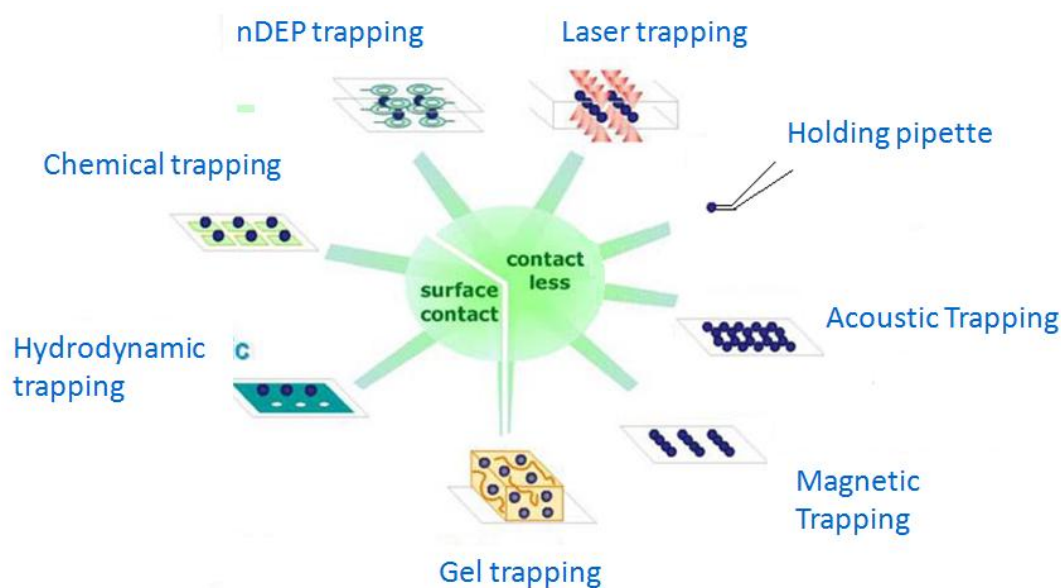 nDEP trapping
Laser trapping
Holding pipette
Chemical trapping
contact
less
surface
contact
Acoustic Trapping
Hydrodynamic
trapping
C
Magnetic
Trapping
Gel trapping